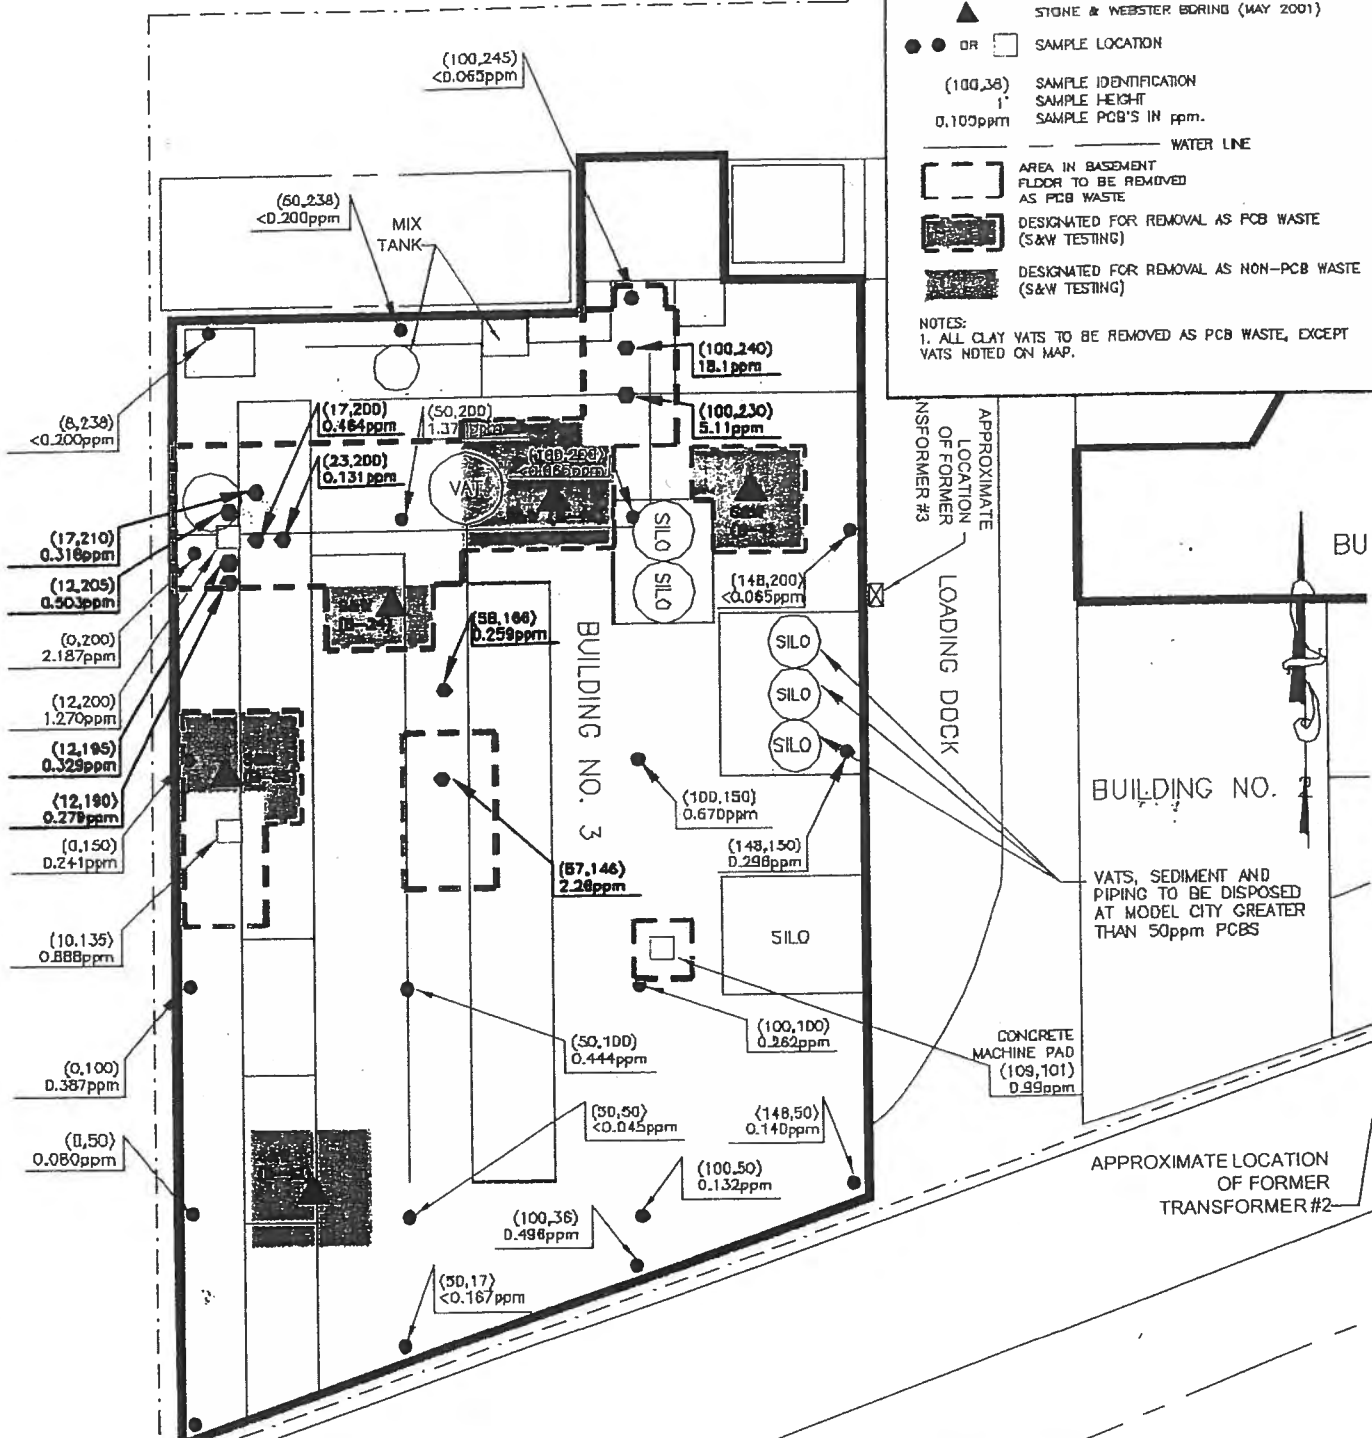 STONE & WEBSTER BORING (MAY 2001)
OR
SAMPLE LOCATION
(100,38)
SAMPLE IDENTIFICATION
1'
SAMPLE HEIGHT
0.100ppm
SAMPLE PCB'S IN ppm.
WATER LINE
AREA IN BASEMENT
FLOOR TO BE REMOVED
AS PCB WASTE
DESIGNATED FOR REMOVAL AS PCB WASTE
(S&W TESTING)
DESIGNATED FOR REMOVAL AS NON-PCB WASTE
(S&W TESTING)
NOTES:
1. ALL CLAY VATS TO BE REMOVED AS PCB WASTE, EXCEPT
VATS NOTED ON MAP.
(100,245)
<0.065ppm
(50,238)
<0.200ppm
MIX
TANK
(8,238)
<0.200ppm
(17,200)
0.464ppm
(50,200)
1.37 ppm
(23,200)
0.131ppm
(100,240)
18.1ppm
(100,230)
5.11ppm
(100,200)
<0.065ppm
VAT
SILO
SILO
APPROXIMATE
LOCATION
OF FORMER
NSFORMER #3
(17,210)
0.316ppm
(12,205)
0.503ppm
(0,200)
2.187ppm
(12,200)
1.270ppm
(12,195)
0.329ppm
(12,190)
0.279ppm
(0,150)
0.241ppm
(10,135)
0.888ppm
(0,100)
0.387ppm
(0,50)
0.080ppm
(58,166)
0.259ppm
BUILDING NO. 3
(148,200)
<0.065ppm
SILO
SILO
SILO
LOADING DOCK
BU
BUILDING NO. 2
(100,150)
0.670ppm
(148,150)
0.298ppm
(57,146)
2.28ppm
VATS, SEDIMENT AND
PIPING TO BE DISPOSED
AT MODEL CITY GREATER
THAN 50ppm PCBS
SILO
(100,100)
0.262ppm
(50,100)
0.444ppm
CONCRETE
MACHINE PAD
(109,101)
0.99ppm
(50,50)
<0.045ppm
(148,50)
0.140ppm
(100,50)
0.132ppm
(100,36)
0.498ppm
(50,17)
<0.167ppm
APPROXIMATE LOCATION
OF FORMER
TRANSFORMER #2